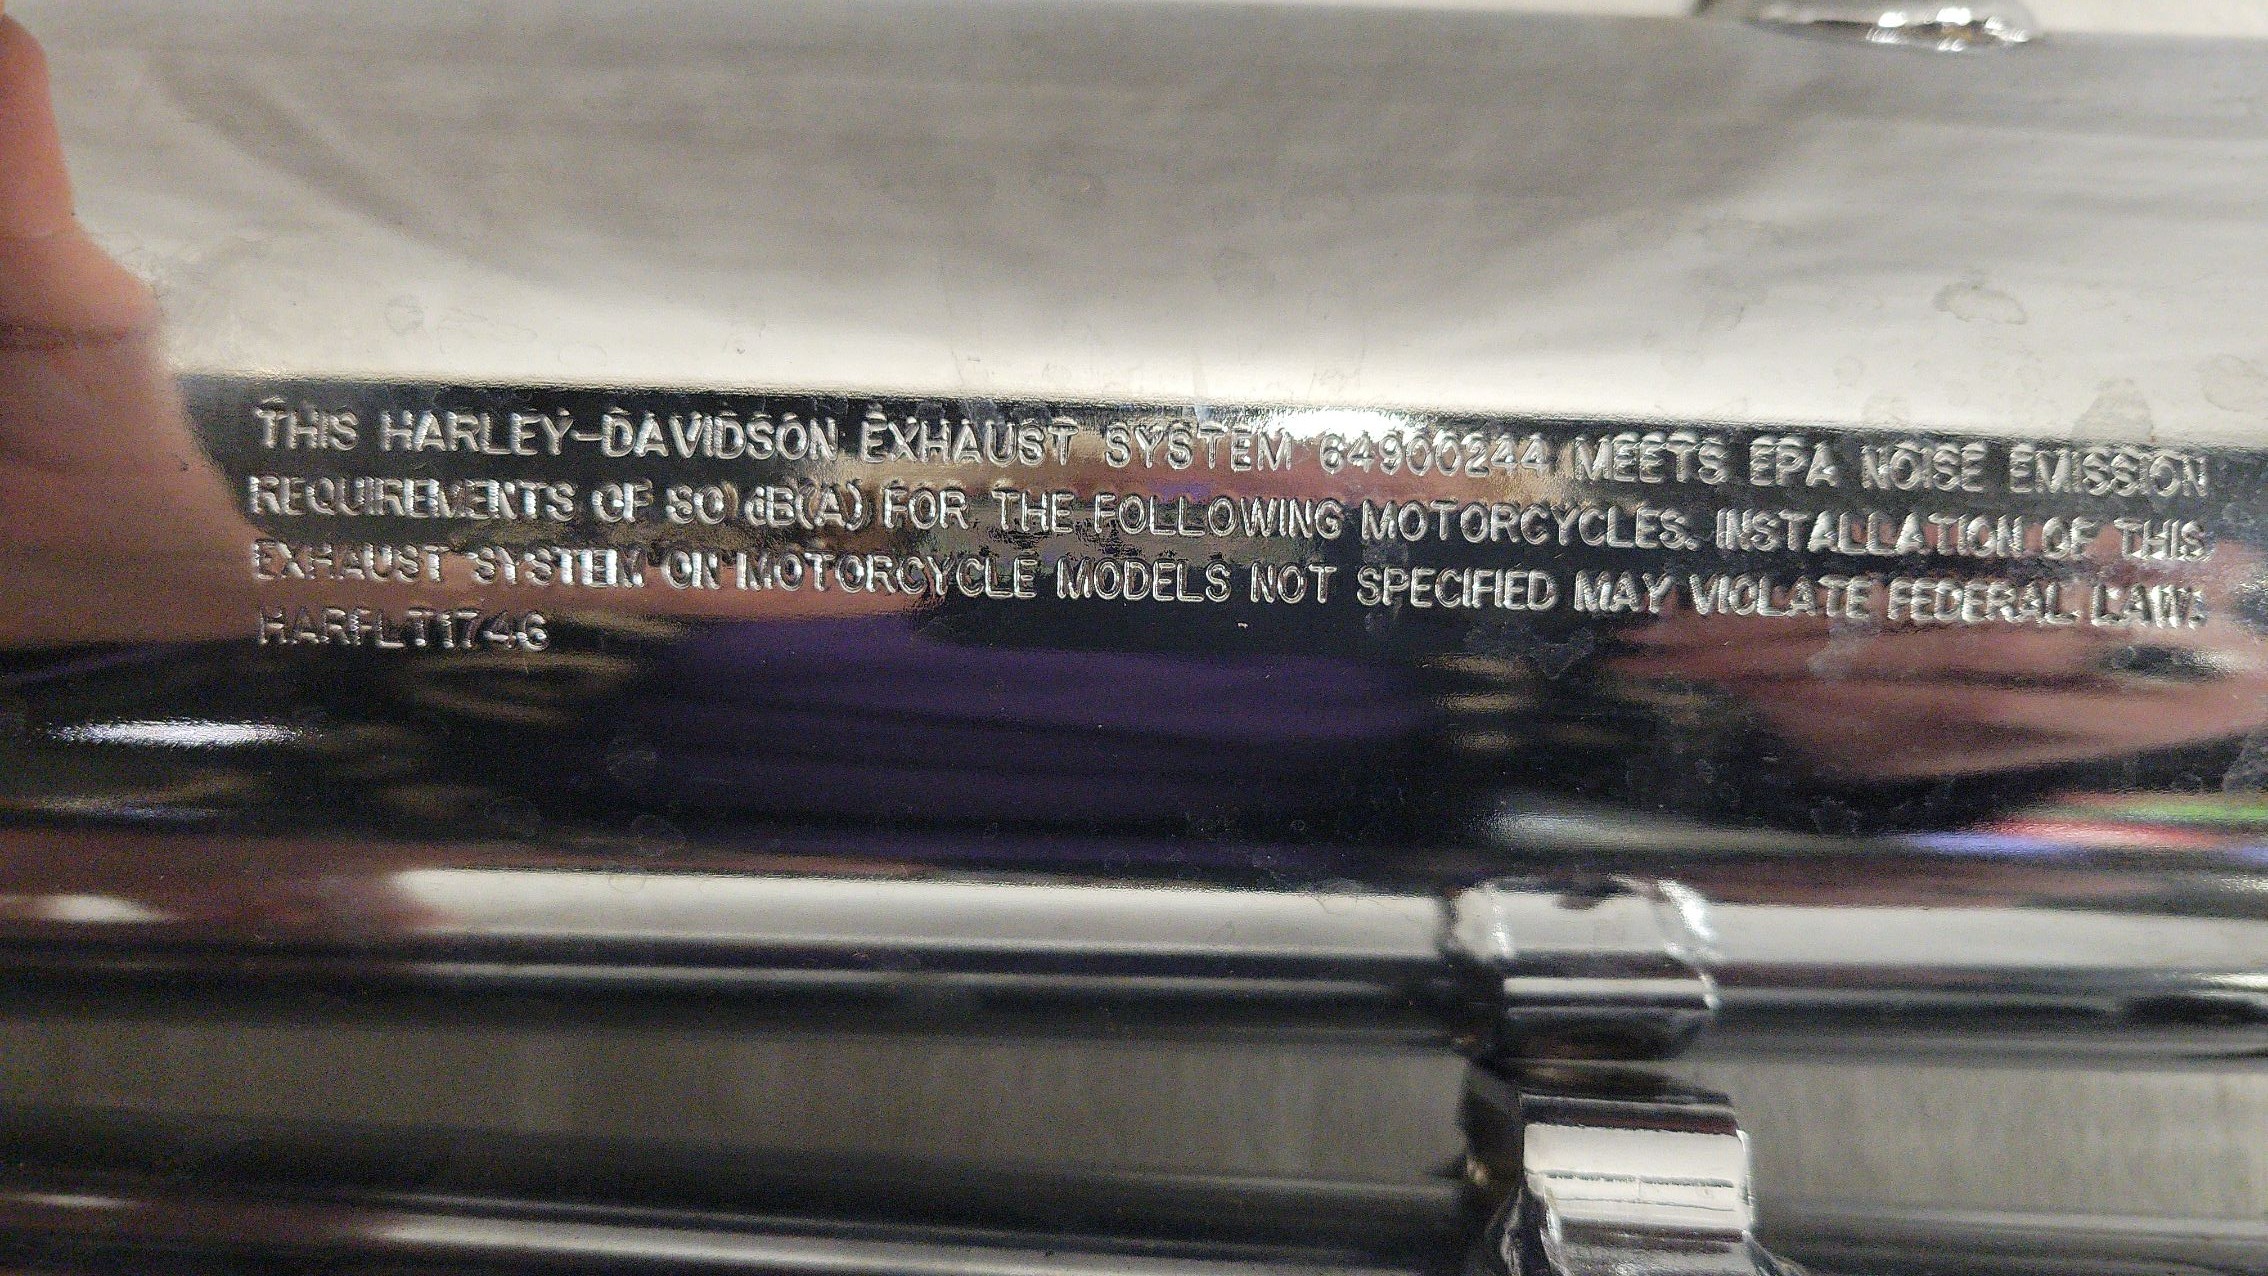 THIS HARLEY-DAVIDSON EXHAUST SYSTEM 64900244 MEETS EPA NOISE EMISSION
REQUIREMENTS OF 80 dB(A) FOR THE FOLLOWING MOTORCYCLES. INSTALLATION OF THIS
EXHAUST SYSTEM ON MOTORCYCLE MODELS NOT SPECIFIED MAY VIOLATE FEDERAL LAW.
HARFLT1746